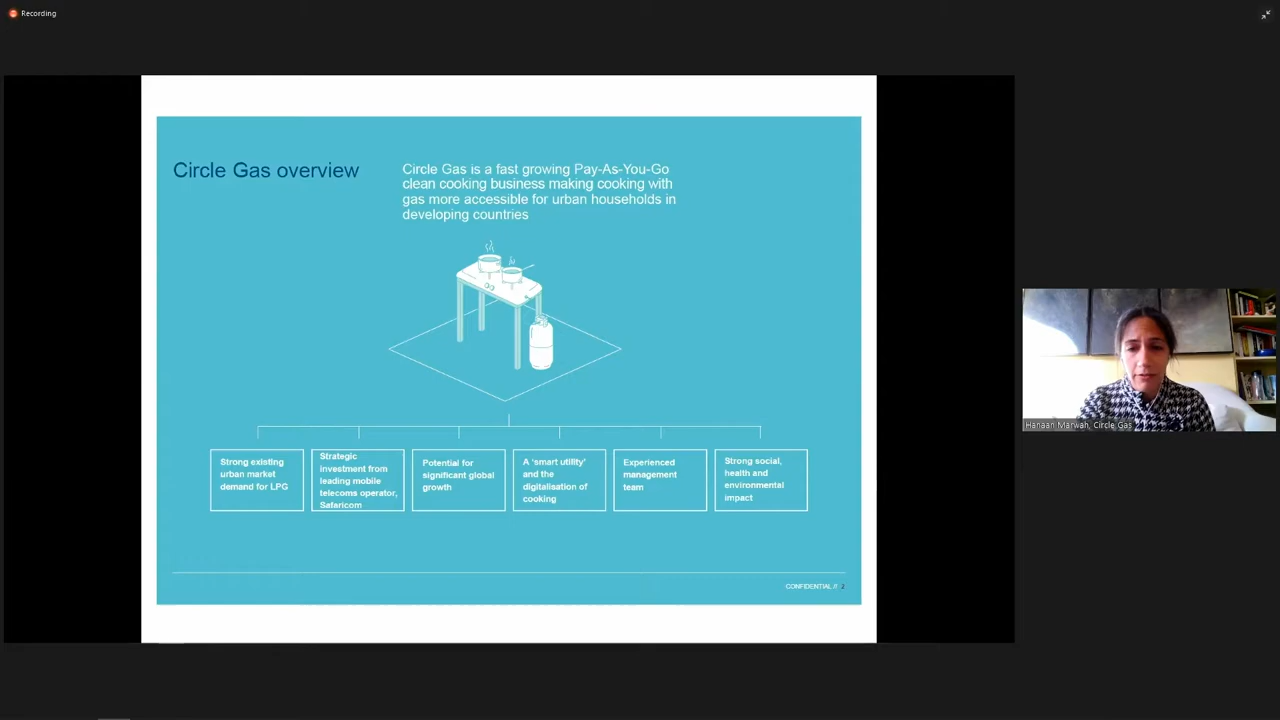 Recording
Circle Gas overview
Circle Gas is a fast growing Pay-As-You-Go
clean cooking business making cooking with
gas more accessible for urban households in
developing countries
Strong existing
urban market
demand for LPG
Strategic
investment from
leading mobile
telecoms operator,
Safaricom
Potential for
significant global
growth
A ‘smart utility’
and the
digitalisation of
cooking
Experienced
management
team
Strong social,
health and
environmental
impact
CONFIDENTIAL // 2
Hanaan Marwah, Circle Gas